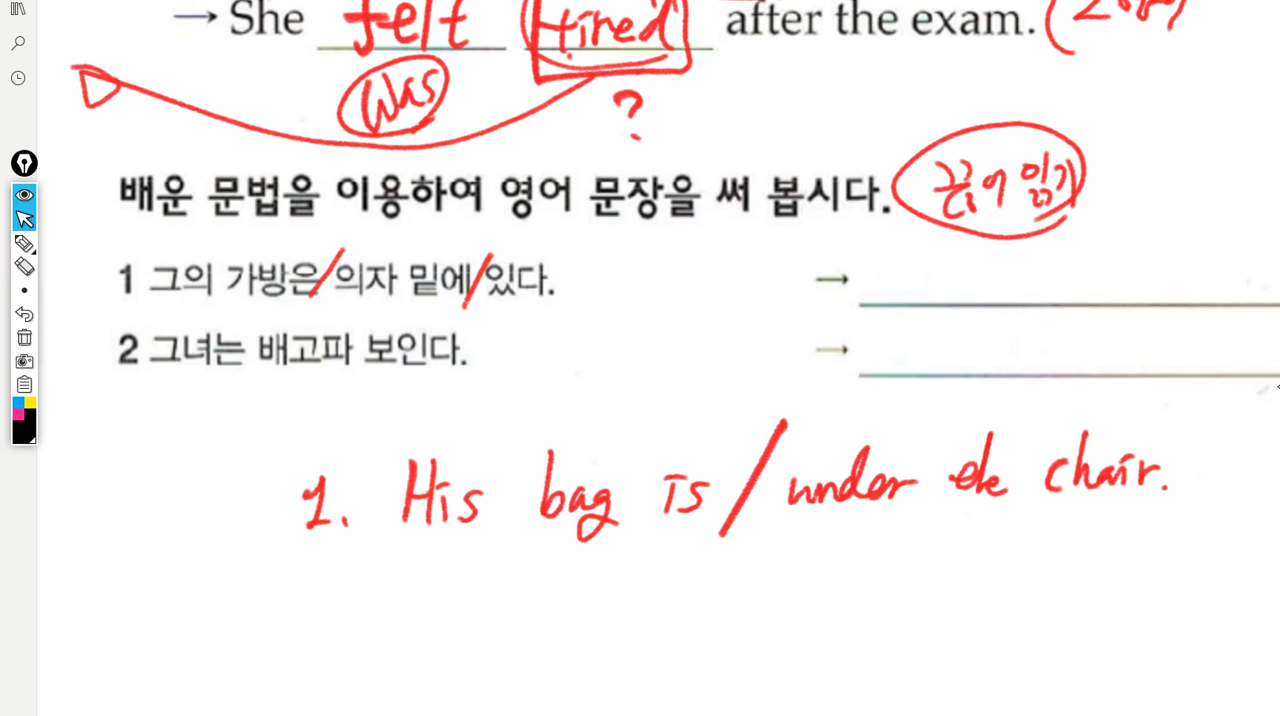 → She felt tired after the exam. (
was
?
배운 문법을 이용하여 영어 문장을 써 봅시다. 끊어 읽기
1 그의 가방은/의자 밑에/있다. →
2 그녀는 배고파 보인다. →
1. His bag is / under the chair.